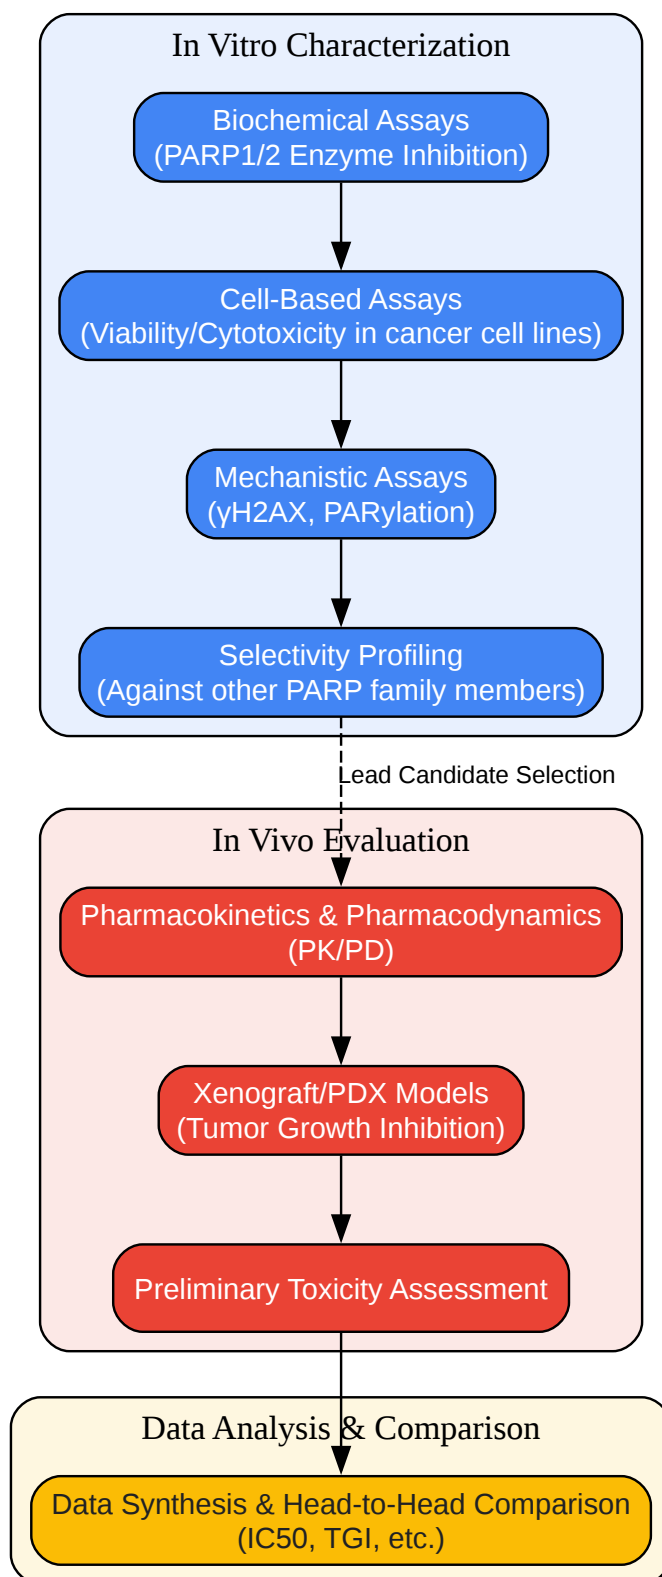 In Vitro Characterization
Biochemical Assays
(PARP1/2 Enzyme Inhibition)
Cell-Based Assays
(Viability/Cytotoxicity in cancer cell lines)
Mechanistic Assays
(γH2AX, PARylation)
Selectivity Profiling
(Against other PARP family members)
Lead Candidate Selection
In Vivo Evaluation
Pharmacokinetics & Pharmacodynamics
(PK/PD)
Xenograft/PDX Models
(Tumor Growth Inhibition)
Preliminary Toxicity Assessment
Data Analysis & Comparison
Data Synthesis & Head-to-Head Comparison
(IC50, TGI, etc.)